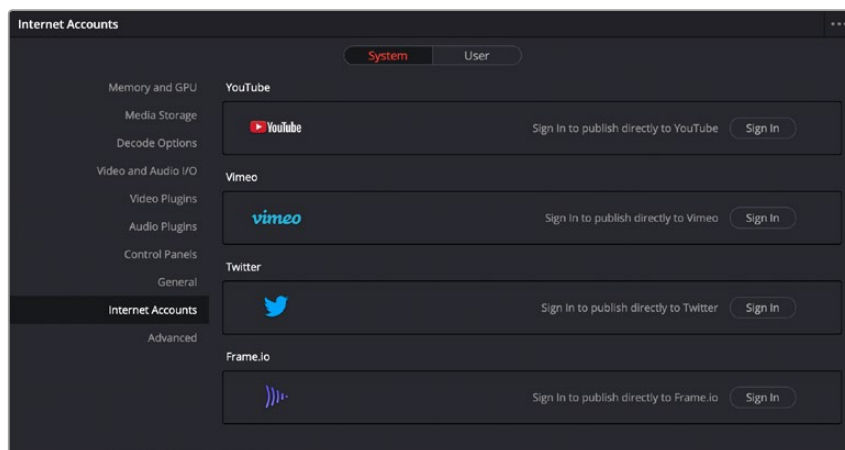 Internet Accounts
System User
Memory and GPU
Media Storage
Decode Options
Video and Audio I/O
Video Plugins
Audio Plugins
Control Panels
General
Internet Accounts
Advanced
YouTube
YouTube Sign In to publish directly to YouTube Sign In
Vimeo
vimeo Sign In to publish directly to Vimeo Sign In
Twitter
Sign In to publish directly to Twitter Sign In
Frame.io
Sign In to publish directly to Frame.io Sign In